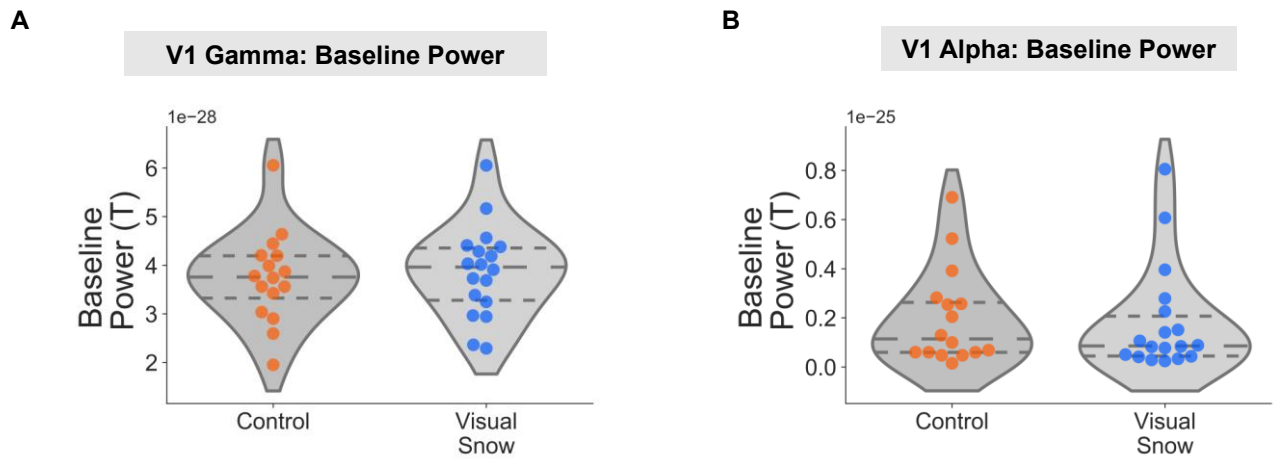 A
V1 Gamma: Baseline Power
1e−28
Baseline
Power (T)
6
5
4
3
2
Control
Visual
Snow
B
V1 Alpha: Baseline Power
1e−25
Baseline
Power (T)
0.8
0.6
0.4
0.2
0.0
Control
Visual
Snow